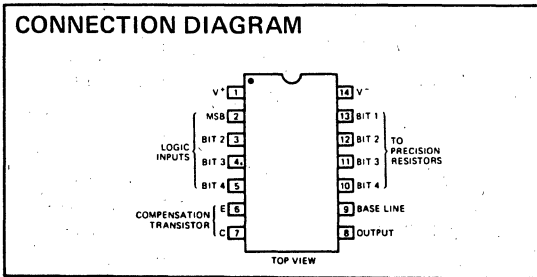 CONNECTION DIAGRAM
V+ 1 14 V-
MSB 2 13 BIT 1
BIT 2 3 12 BIT 2
LOGIC INPUTS
TO PRECISION RESISTORS
BIT 3 4 11 BIT 3
BIT 4 5 10 BIT 4
COMPENSATION TRANSISTOR
E 6 9 BASE LINE
C 7 8 OUTPUT
TOP VIEW